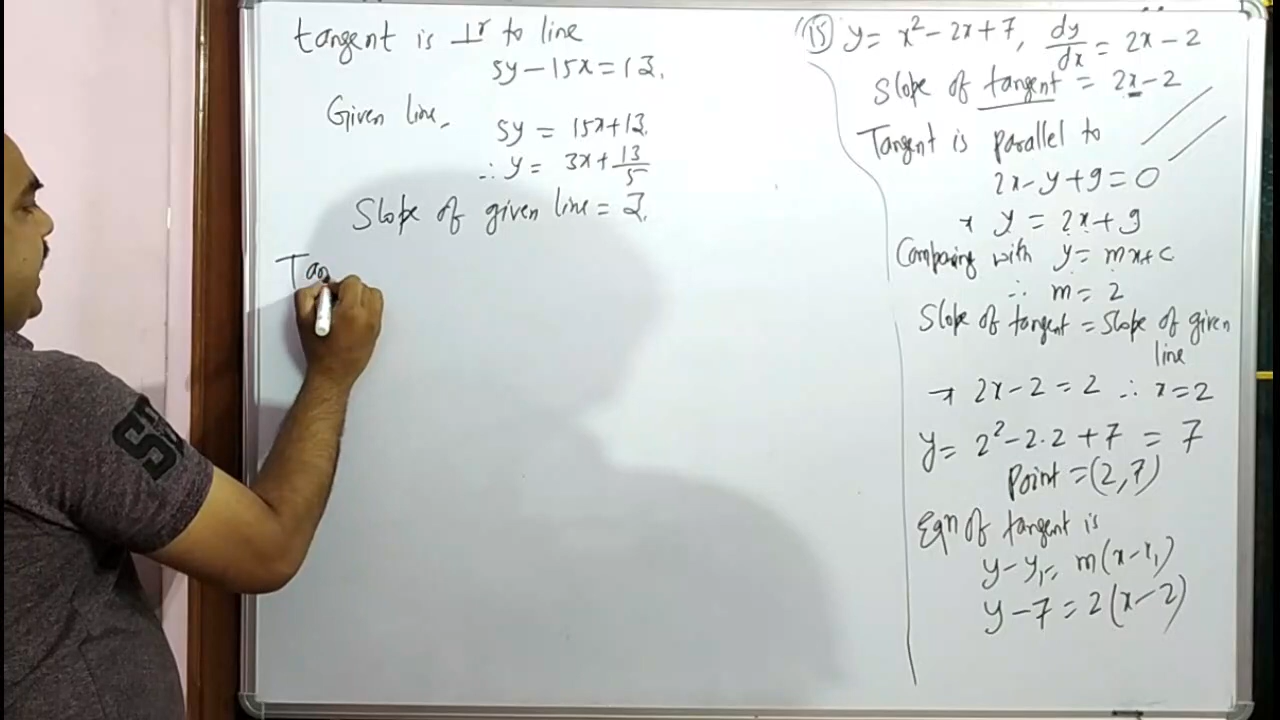 tangent is ⊥r to line
5y-15x=13.
Given line,
5y = 15x+13.
∴ y = 3x+13/5
Slope of given line = 3.
Tan
(15) y = x²-2x+7, dy/dx = 2x-2
Slope of tangent = 2x-2
Tangent is parallel to
2x-y+9=0
y = 2x+9
Comparing with y = mx+c
∴ m = 2
Slope of tangent = Slope of given
line
→ 2x-2 = 2 ∴ x=2
y = 2²-2.2+7 = 7
Point = (2,7)
Eqn of tangent is
y-y₁ = m(x-x₁)
y-7 = 2(x-2)